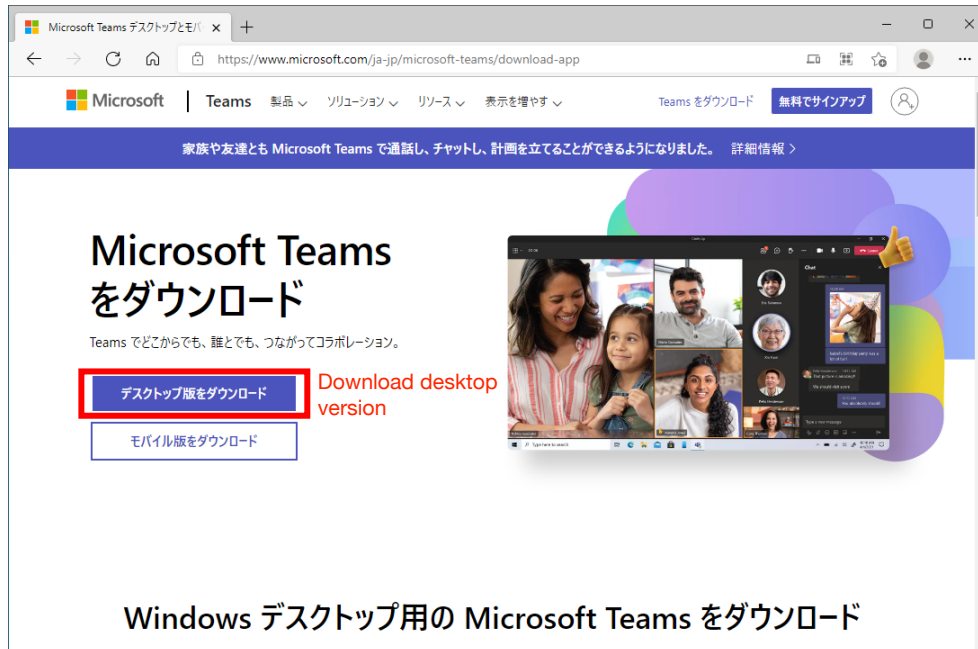 Microsoft Teams デスクトップとモバ
https://www.microsoft.com/ja-jp/microsoft-teams/download-app
Microsoft
Teams 製品 ソリューション リソース 表示を増やす Teams をダウンロード 無料でサインアップ
家族や友達とも Microsoft Teams で通話し、チャットし、計画を立てることができるようになりました。 詳細情報
Microsoft Teams
をダウンロード
Teams でどこからでも、誰とでも、つながってコラボレーション。
デスクトップ版をダウンロード
Download desktop
version
モバイル版をダウンロード
Chat
Type here to search
Windows デスクトップ用の Microsoft Teams をダウンロード